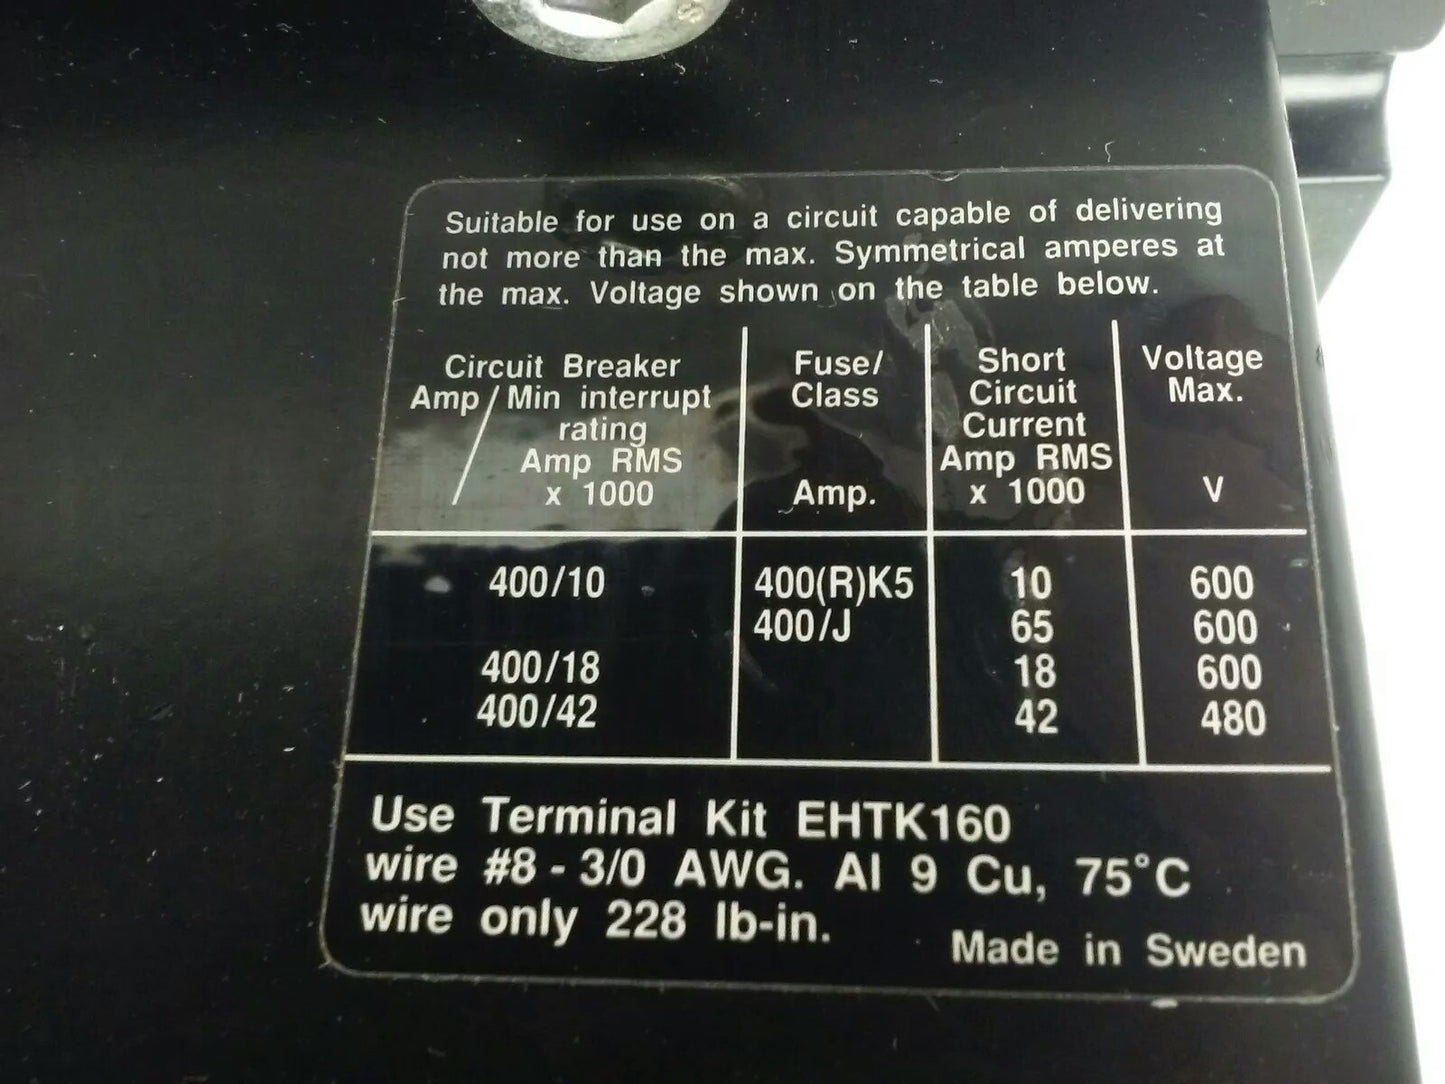 Suitable for use on a circuit capable of delivering
not more than the max. Symmetrical amperes at
the max. Voltage shown on the table below.
Circuit Breaker Fuse/ Short Voltage
Amp/Min interrupt Class Circuit Max.
rating Current
Amp RMS Amp RMS
x 1000 Amp. x 1000 V
400/10 400(R)K5 10 600
400/J 65 600
400/18 18 600
400/42 42 480
Use Terminal Kit EHTK160
wire #8 - 3/0 AWG. Al 9 Cu, 75°C
wire only 228 lb-in.
Made in Sweden